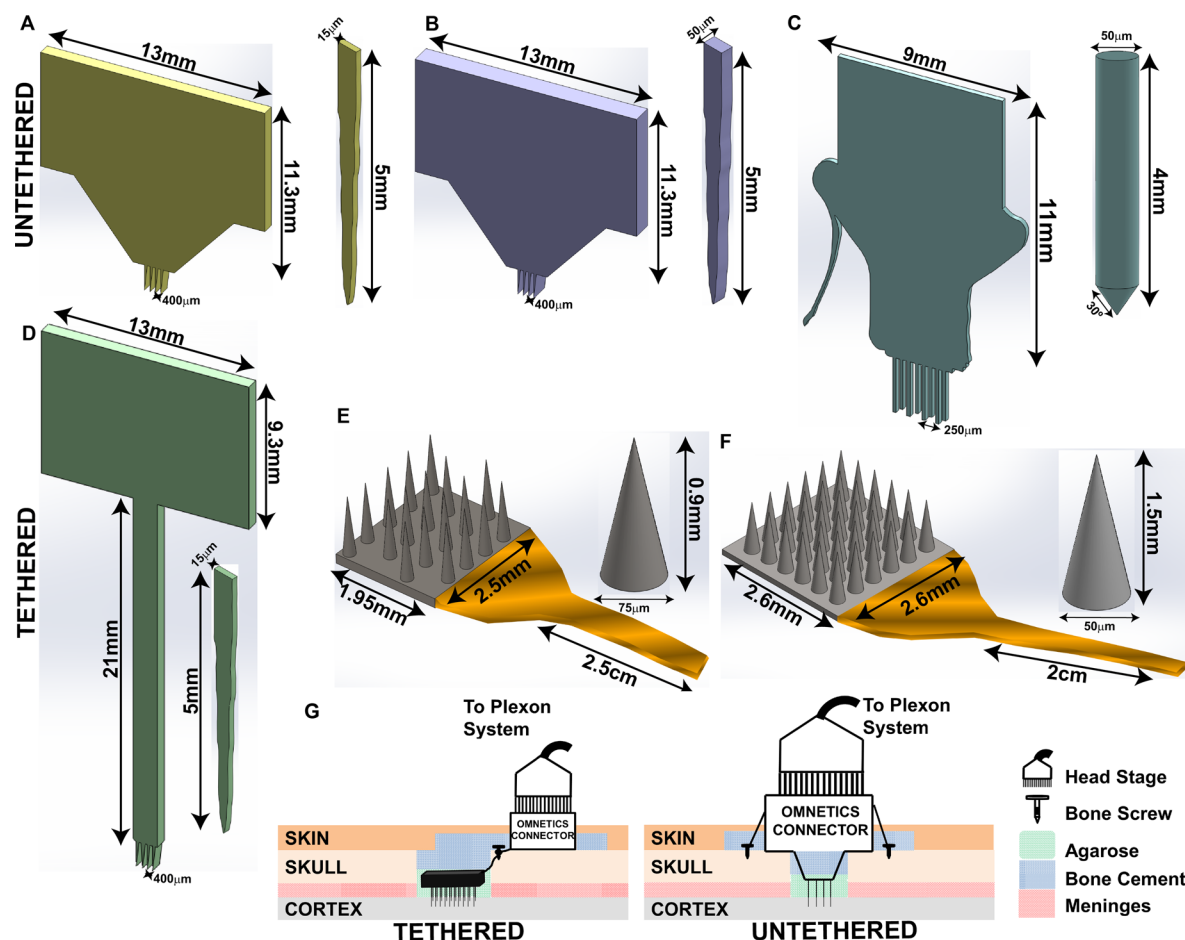 A
13mm
15μm
5mm
11.3mm
400μm
B
13mm
50μm
5mm
11.3mm
400μm
C
9mm
50μm
11mm
4mm
30º
250μm
UNTETHERED
D
13mm
9.3mm
15μm
21mm
5mm
400μm
TETHERED
E
0.9mm
2.5mm
1.95mm
75μm
2.5cm
F
1.5mm
2.6mm
2.6mm
50μm
2cm
G
To Plexon
System
OMNETICS
CONNECTOR
SKIN
SKULL
CORTEX
TETHERED
To Plexon
System
OMNETICS
CONNECTOR
SKIN
SKULL
CORTEX
UNTETHERED
Head Stage
Bone Screw
Agarose
Bone Cement
Meninges